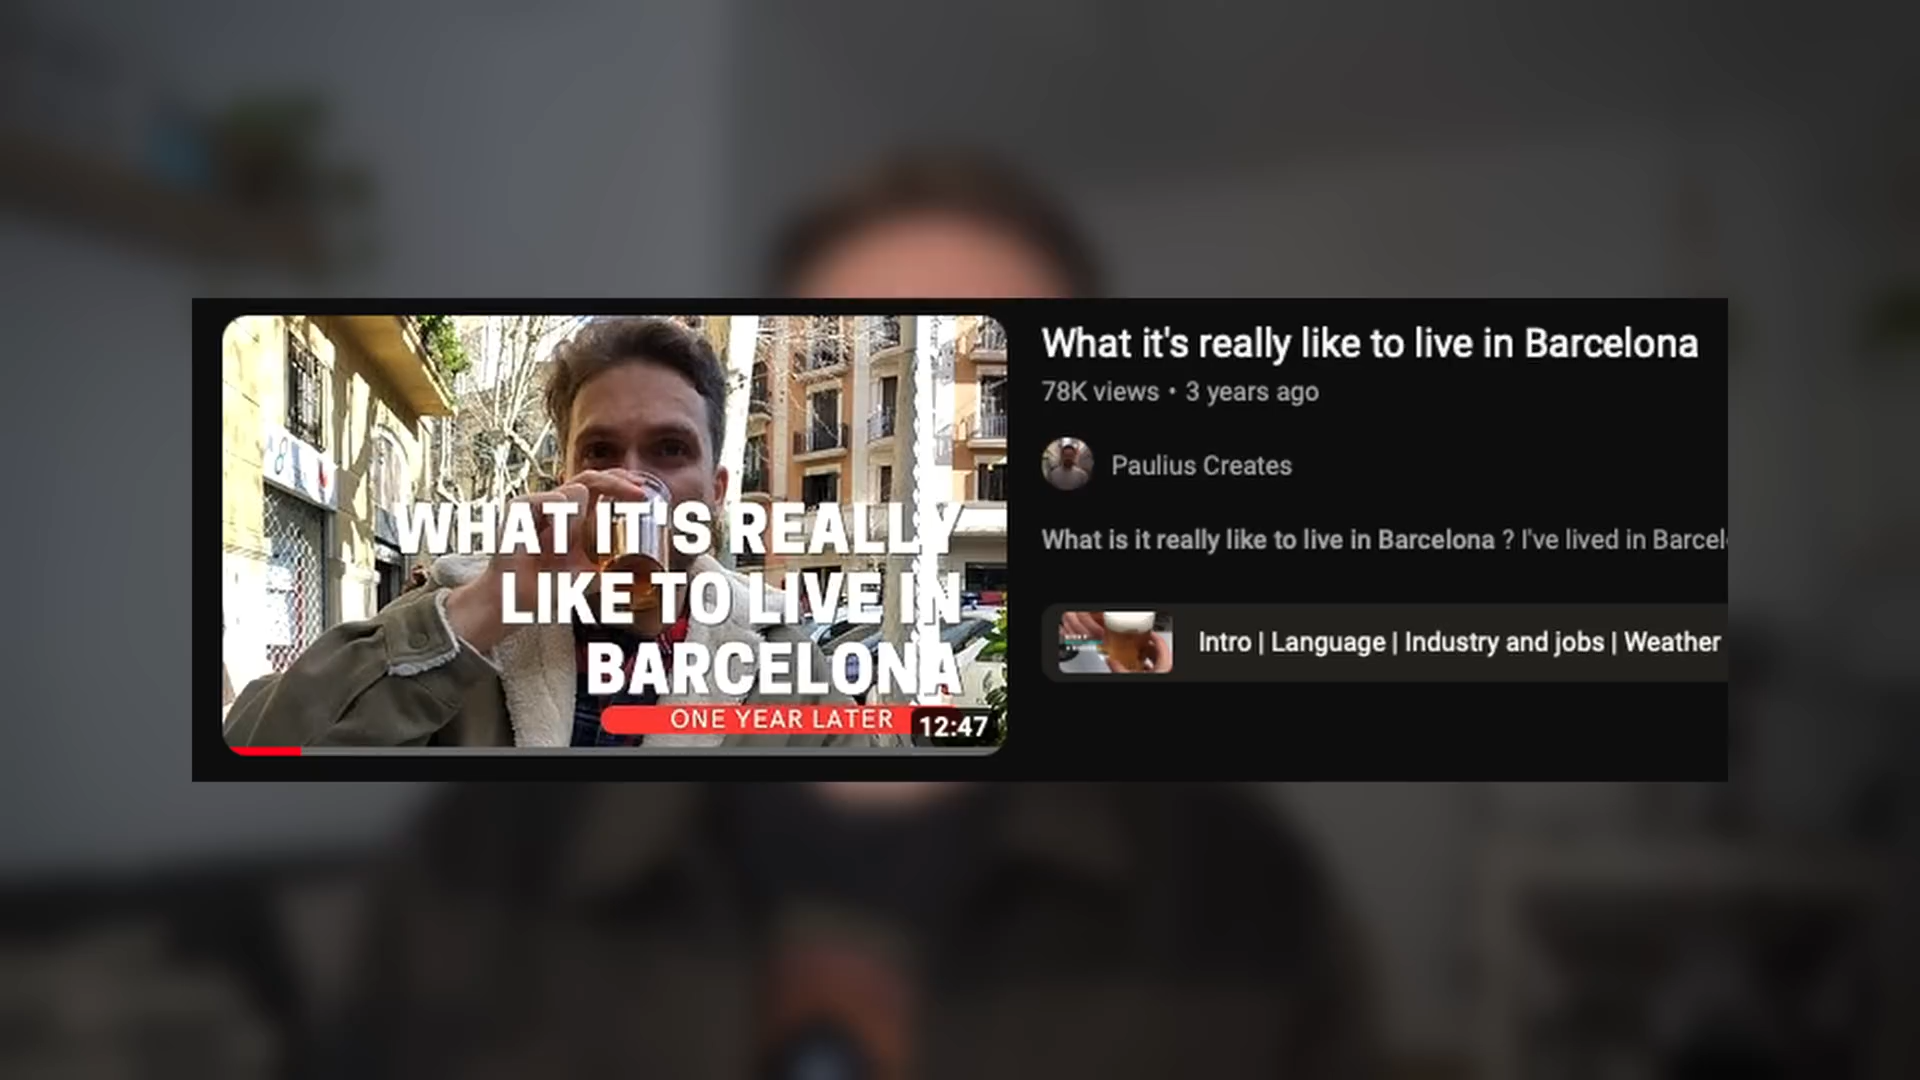 WHAT IT'S REALLY
LIKE TO LIVE IN
BARCELONA
ONE YEAR LATER
12:47
What it's really like to live in Barcelona
78K views • 3 years ago
Paulius Creates
What is it really like to live in Barcelona ? I've lived in Barcel
Intro | Language | Industry and jobs | Weather